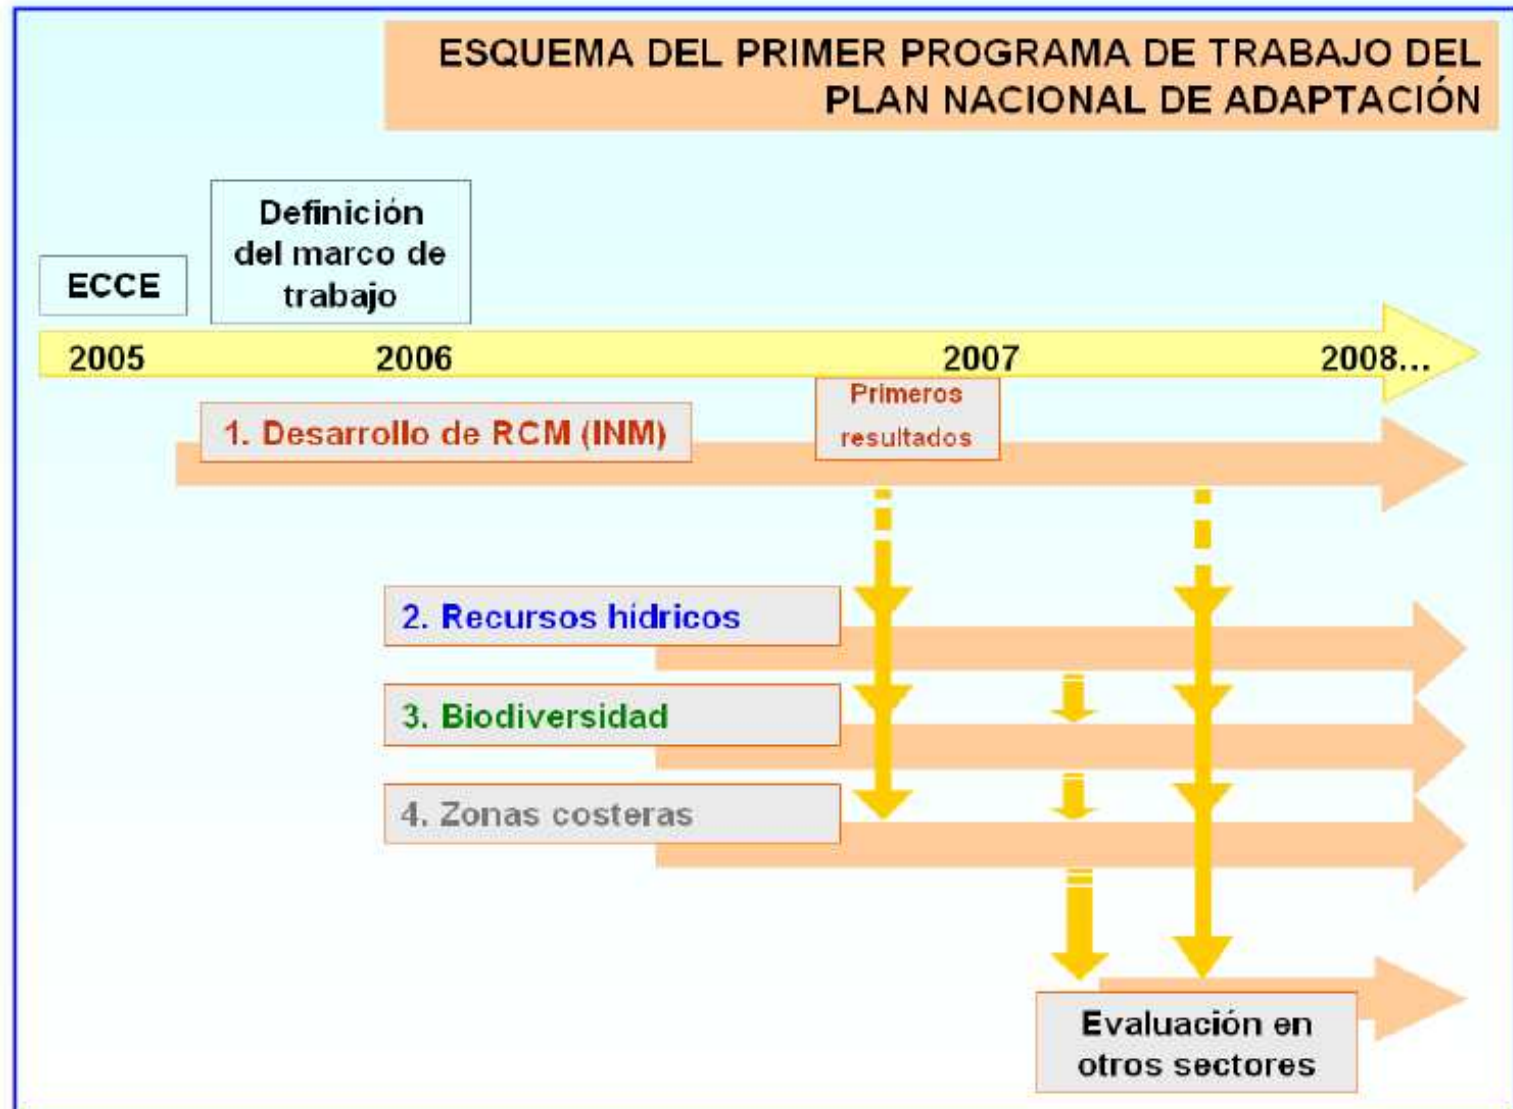 ESQUEMA DEL PRIMER PROGRAMA DE TRABAJO DEL
PLAN NACIONAL DE ADAPTACIÓN
Definición
del marco de
trabajo
ECCE
2005 2006 2007 2008...
Primeros
resultados
1. Desarrollo de RCM (INM)
2. Recursos hídricos
3. Biodiversidad
4. Zonas costeras
Evaluación en
otros sectores